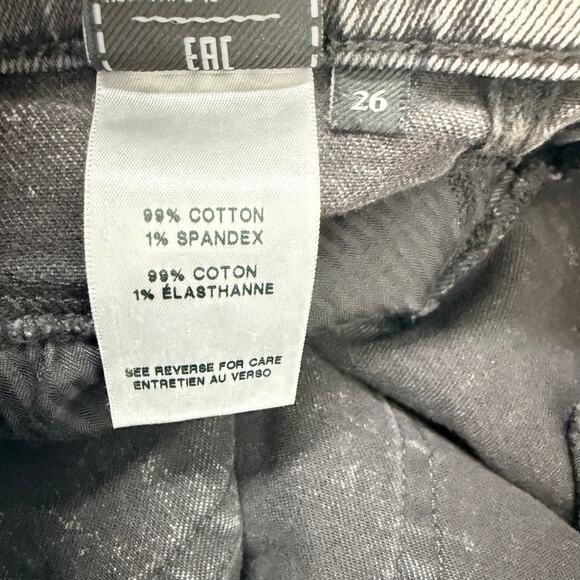 EAC
26
99% COTTON
1% SPANDEX
99% COTON
1% ÉLASTHANNE
SEE REVERSE FOR CARE
ENTRETIEN AU VERSO